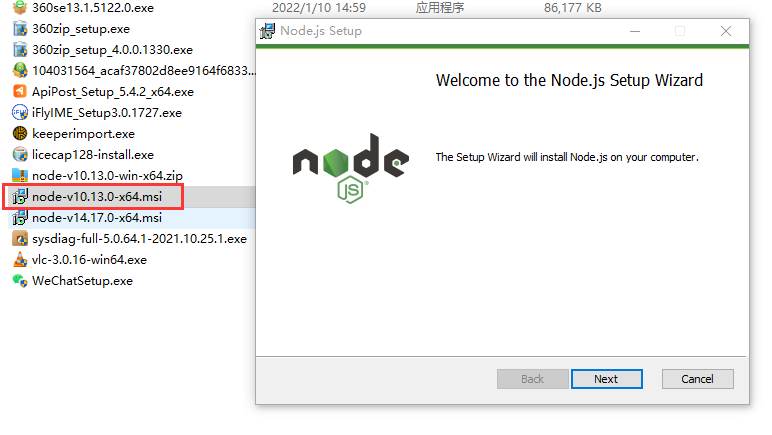 360se13.1.5122.0.exe 2022/1/10 14:59 应用程序 86,177 KB
360zip_setup.exe
360zip_setup_4.0.0.1330.exe
104031564_acaf37802d8ee9164f6833...
ApiPost_Setup_5.4.2_x64.exe
iFlyIME_Setup3.0.1727.exe
keeperimport.exe
licecap128-install.exe
node-v10.13.0-win-x64.zip
node-v10.13.0-x64.msi
node-v14.17.0-x64.msi
sysdiag-full-5.0.64.1-2021.10.25.1.exe
vlc-3.0.16-win64.exe
WeChatSetup.exe
Node.js Setup
Welcome to the Node.js Setup Wizard
node
JS®
The Setup Wizard will install Node.js on your computer.
Back Next Cancel